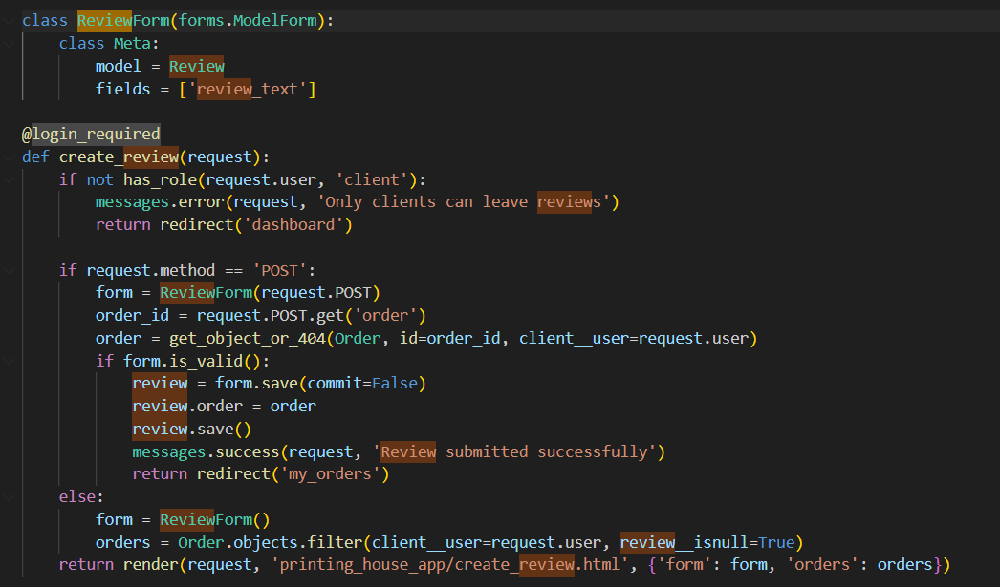 class ReviewForm(forms.ModelForm):
    class Meta:
        model = Review
        fields = ['review_text']

@login_required
def create_review(request):
    if not has_role(request.user, 'client'):
        messages.error(request, 'Only clients can leave reviews')
        return redirect('dashboard')

    if request.method == 'POST':
        form = ReviewForm(request.POST)
        order_id = request.POST.get('order')
        order = get_object_or_404(Order, id=order_id, client__user=request.user)
        if form.is_valid():
            review = form.save(commit=False)
            review.order = order
            review.save()
            messages.success(request, 'Review submitted successfully')
            return redirect('my_orders')
    else:
        form = ReviewForm()
        orders = Order.objects.filter(client__user=request.user, review__isnull=True)
    return render(request, 'printing_house_app/create_review.html', {'form': form, 'orders': orders})